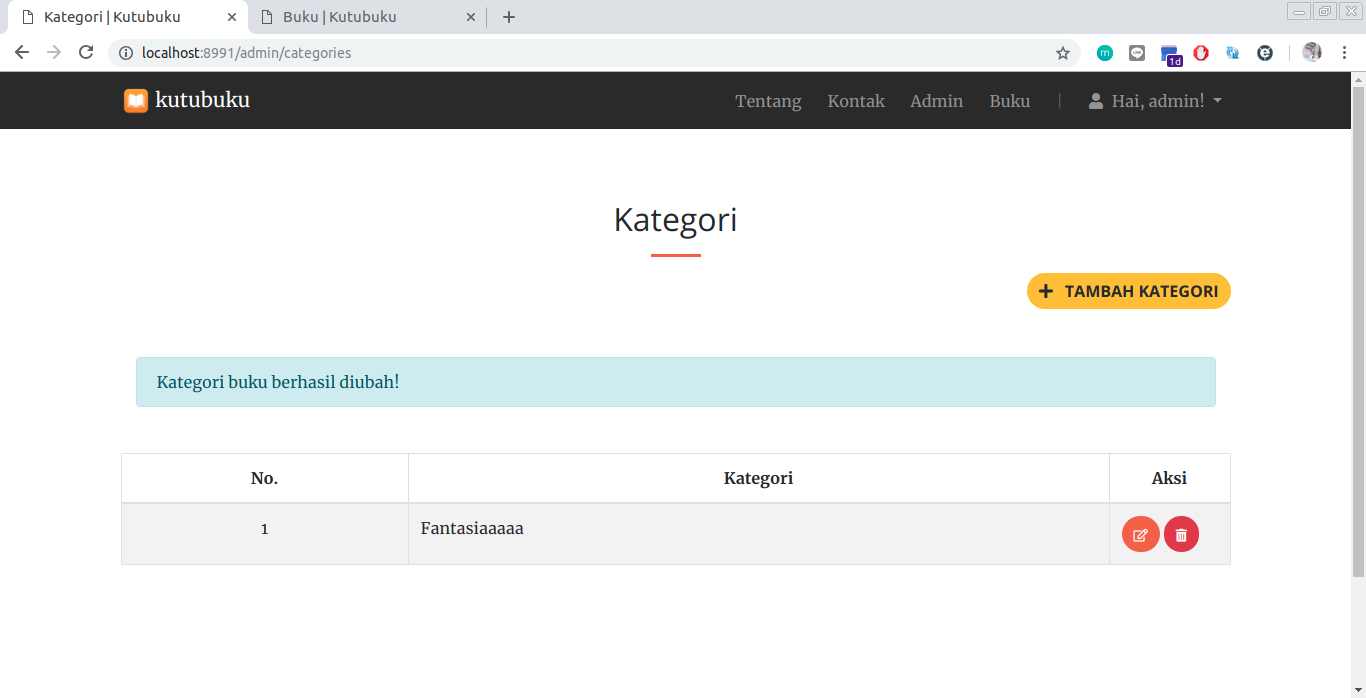 Kategori | Kutubuku
Buku | Kutubuku
localhost:8991/admin/categories
1d
kutubuku
Tentang Kontak Admin Buku | Hai, admin!
Kategori
TAMBAH KATEGORI
Kategori buku berhasil diubah!
No. Kategori Aksi
1 Fantasiaaaaa